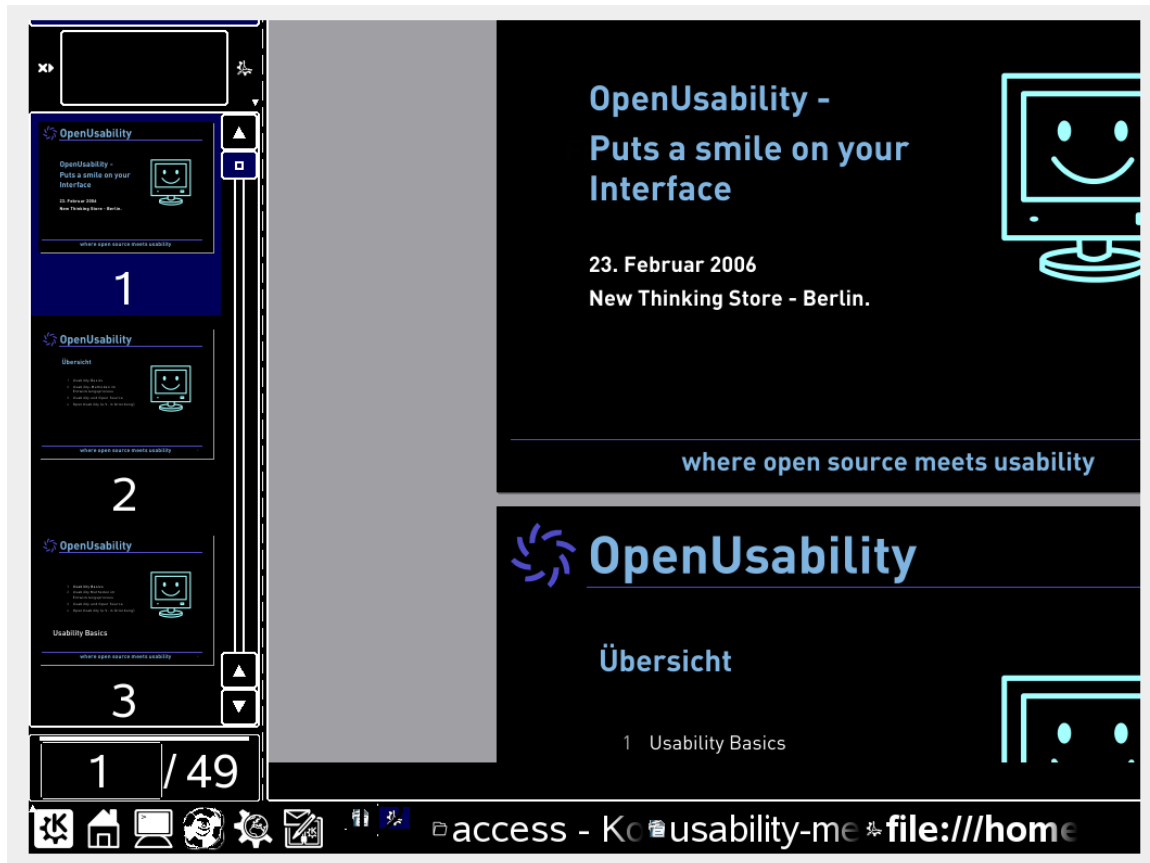 OpenUsability
OpenUsability -
Puts a smile on your
Interface
23. Februar 2006
New Thinking Store - Berlin.
where open source meets usability
1
OpenUsability
Übersicht
where open source meets usability
2
OpenUsability
Usability Basics
where open source meets usability
3
1 / 49
OpenUsability -
Puts a smile on your
Interface
23. Februar 2006
New Thinking Store - Berlin.
where open source meets usability
OpenUsability
Übersicht
1 Usability Basics
access - Ko usability-me file:///home